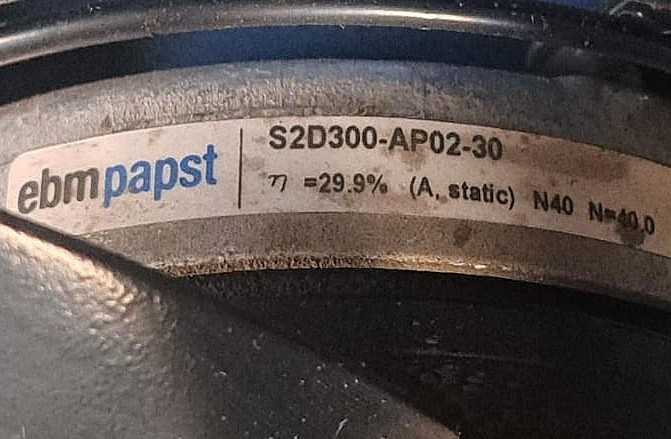 ebmpapst
S2D300-AP02-30
η =29.9% (A, static) N40 N=40,0